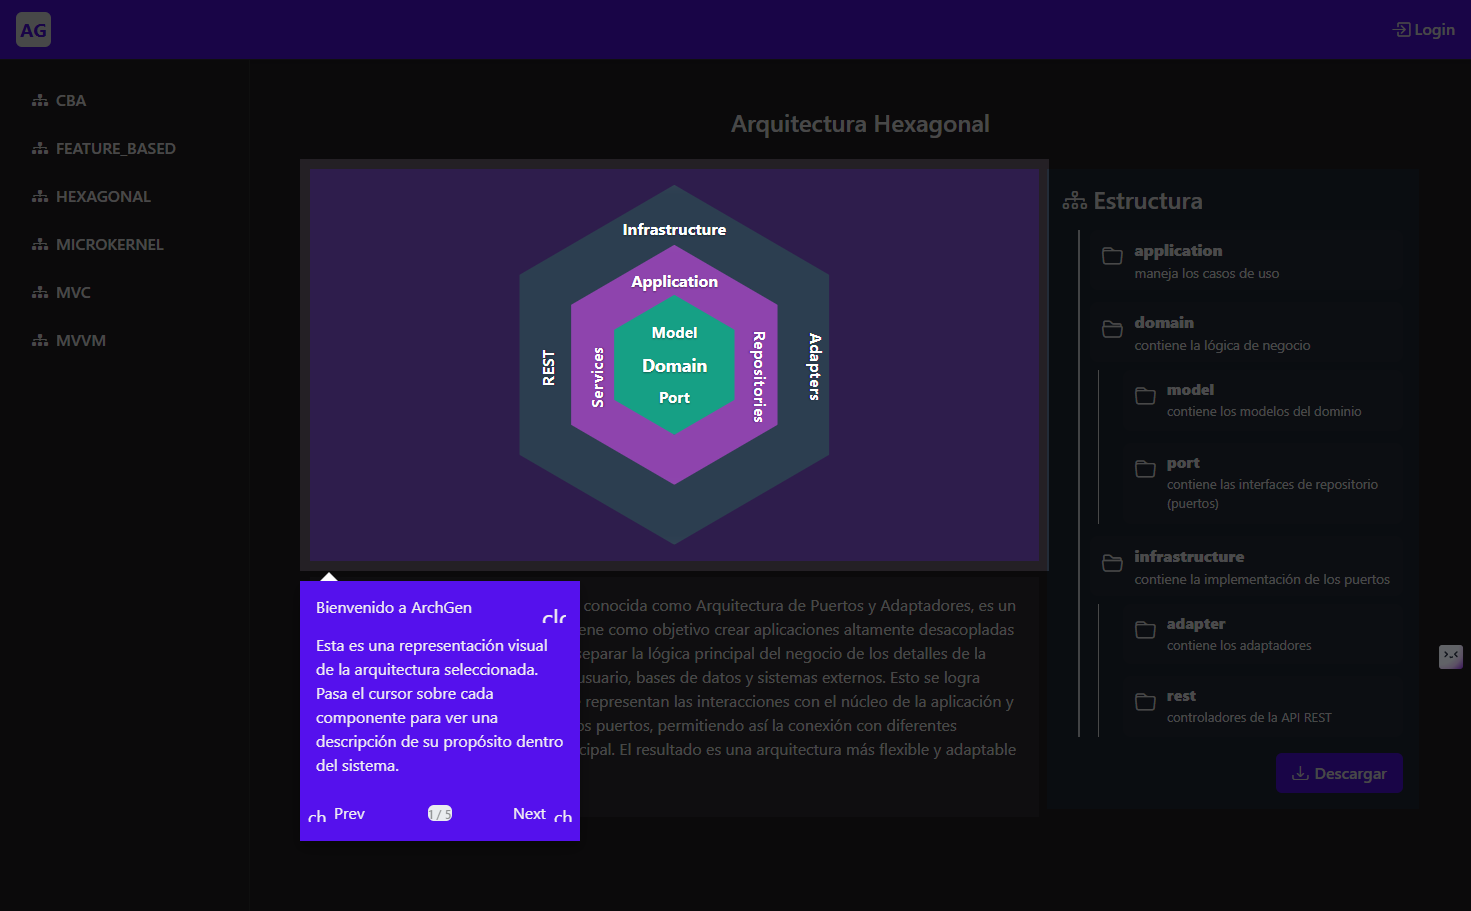 AG
Login
CBA
FEATURE_BASED
HEXAGONAL
MICROKERNEL
MVC
MVVM
Arquitectura Hexagonal
Infrastructure
Application
Model
Domain
Port
REST
Services
Repositories
Adapters
Estructura
application
maneja los casos de uso
domain
contiene la lógica de negocio
model
contiene los modelos del dominio
port
contiene las interfaces de repositorio
(puertos)
infrastructure
contiene la implementación de los puertos
adapter
contiene los adaptadores
rest
controladores de la API REST
Descargar
Bienvenido a ArchGen
Esta es una representación visual
de la arquitectura seleccionada.
Pasa el cursor sobre cada
componente para ver una
descripción de su propósito dentro
del sistema.
ch Prev
1 / 5
Next ch
conocida como Arquitectura de Puertos y Adaptadores, es un
como objetivo crear aplicaciones altamente desacopladas
separar la lógica principal del negocio de los detalles de la
usuario, bases de datos y sistemas externos. Esto se logra
representan las interacciones con el núcleo de la aplicación y
os puertos, permitiendo así la conexión con diferentes
cipal. El resultado es una arquitectura más flexible y adaptable